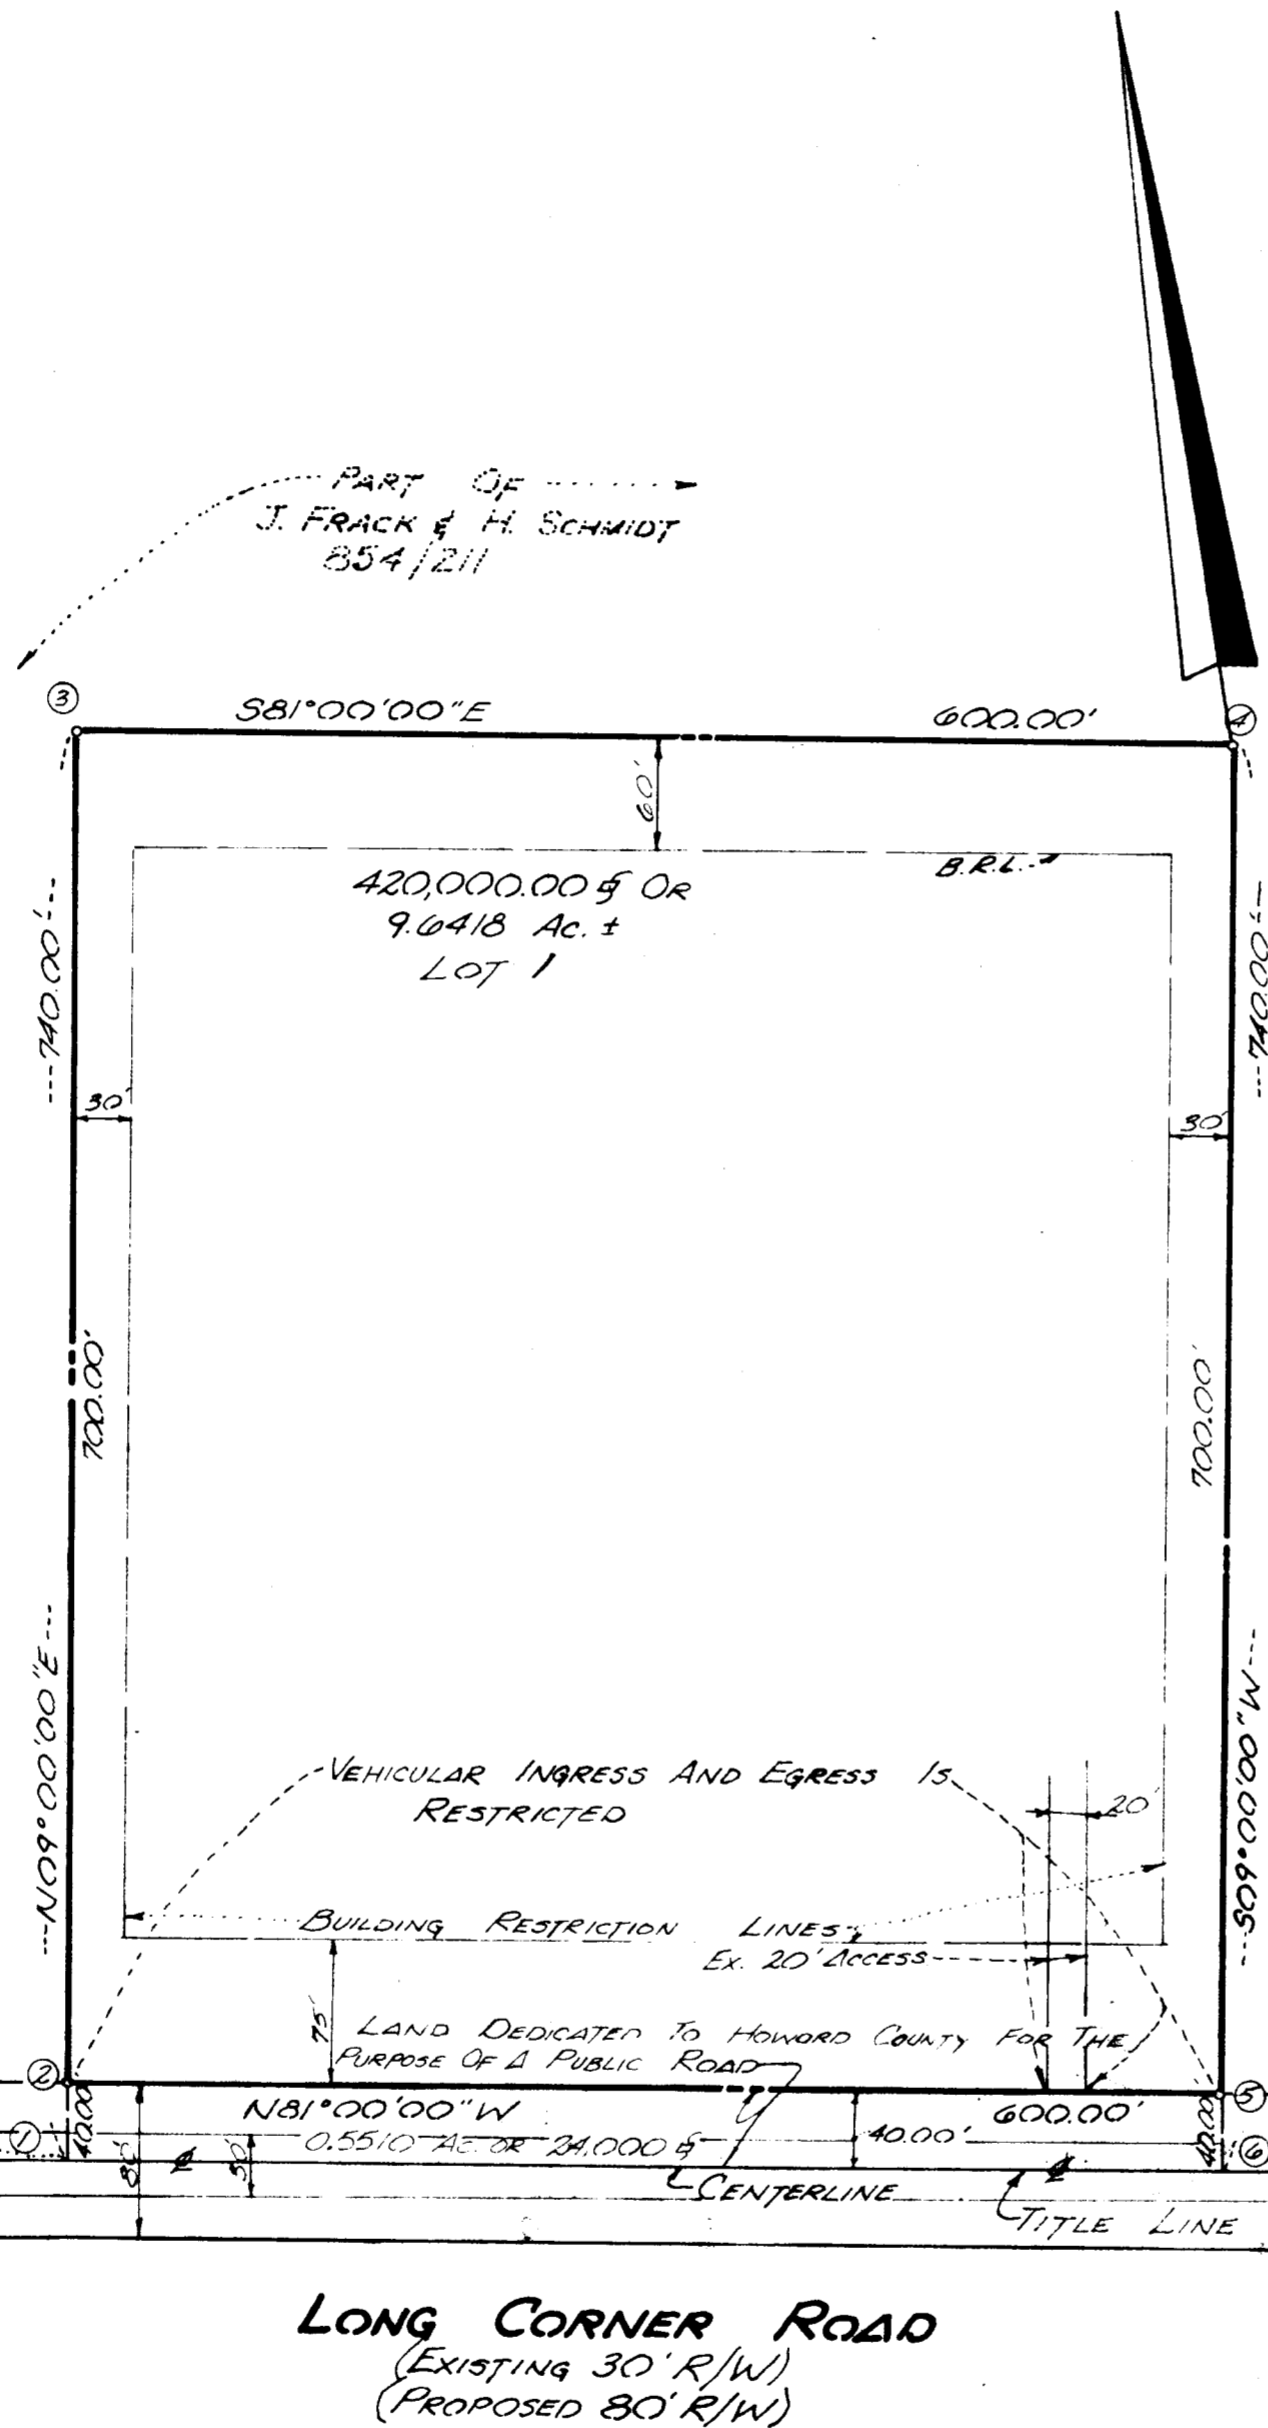 PART OF
J. FRACK & H. SCHMIDT
854/211
③
S81°00'00"E
600.00'
④
60'
B.R.L.
420,000.00 ⌗ OR
9.6418 AC. ±
LOT 1
---740.00'---
---740.00'---
30'
30'
700.00'
700.00'
---N09°00'00"E---
---S09°00'00"W---
VEHICULAR INGRESS AND EGRESS IS
RESTRICTED
20'
BUILDING RESTRICTION LINES
EX. 20' ACCESS
75'
LAND DEDICATED TO HOWARD COUNTY FOR THE
PURPOSE OF A PUBLIC ROAD
②
⑤
N81°00'00"W
600.00'
①
40.00'
80'
℄
30'
0.5510 AC. OR 24,000 ⌗
40.00'
40.00'
⑥
CENTERLINE
℄
TITLE LINE
LONG CORNER ROAD
(EXISTING 30' R/W)
(PROPOSED 80' R/W)